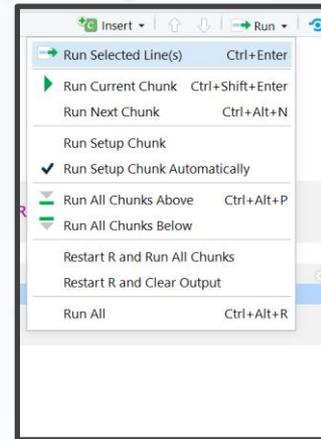 Insert Run
Run Selected Line(s) Ctrl+Enter
Run Current Chunk Ctrl+Shift+Enter
Run Next Chunk Ctrl+Alt+N
Run Setup Chunk
Run Setup Chunk Automatically
Run All Chunks Above Ctrl+Alt+P
R
Run All Chunks Below
Restart R and Run All Chunks
Restart R and Clear Output
Run All Ctrl+Alt+R